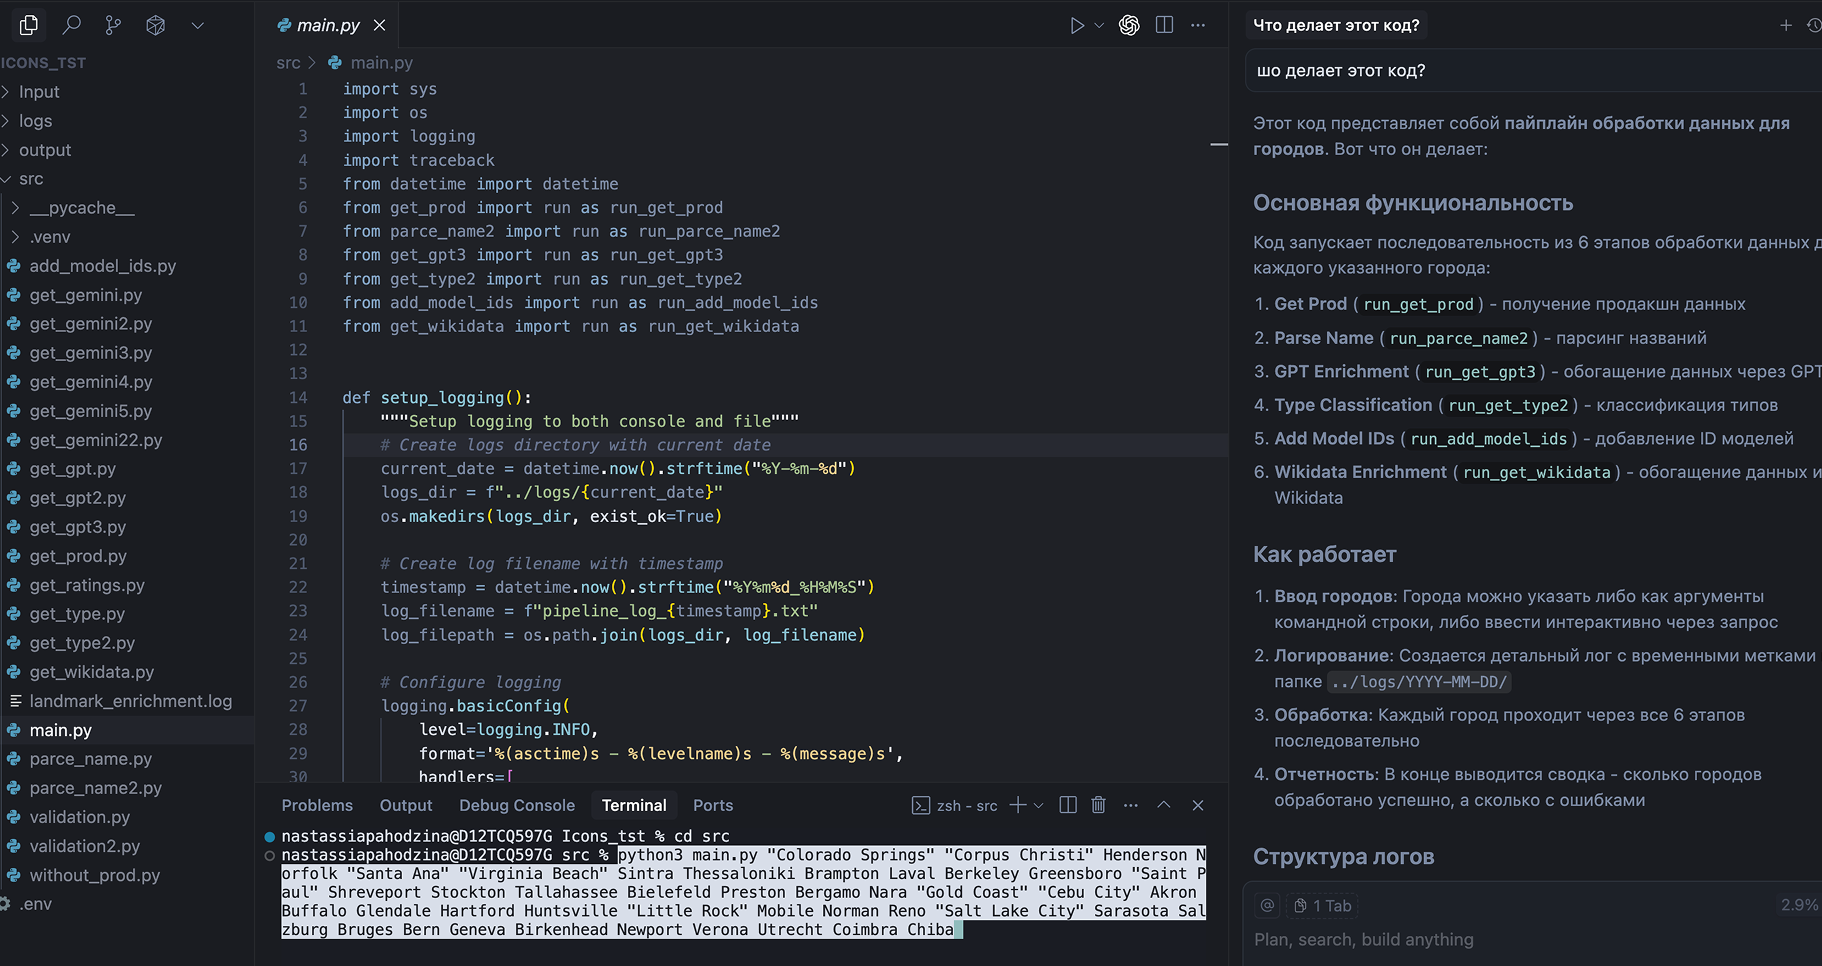 main.py
Что делает этот код?
ICONS_TST
Input
logs
output
src
__pycache__
.venv
add_model_ids.py
get_gemini.py
get_gemini2.py
get_gemini3.py
get_gemini4.py
get_gemini5.py
get_gemini22.py
get_gpt.py
get_gpt2.py
get_gpt3.py
get_prod.py
get_ratings.py
get_type.py
get_type2.py
get_wikidata.py
landmark_enrichment.log
main.py
parce_name.py
parce_name2.py
validation.py
validation2.py
without_prod.py
.env
src > main.py
1 import sys
2 import os
3 import logging
4 import traceback
5 from datetime import datetime
6 from get_prod import run as run_get_prod
7 from parce_name2 import run as run_parce_name2
8 from get_gpt3 import run as run_get_gpt3
9 from get_type2 import run as run_get_type2
10 from add_model_ids import run as run_add_model_ids
11 from get_wikidata import run as run_get_wikidata
12
13
14 def setup_logging():
15 """Setup logging to both console and file"""
16 # Create logs directory with current date
17 current_date = datetime.now().strftime("%Y-%m-%d")
18 logs_dir = f"../logs/{current_date}"
19 os.makedirs(logs_dir, exist_ok=True)
20
21 # Create log filename with timestamp
22 timestamp = datetime.now().strftime("%Y%m%d_%H%M%S")
23 log_filename = f"pipeline_log_{timestamp}.txt"
24 log_filepath = os.path.join(logs_dir, log_filename)
25
26 # Configure logging
27 logging.basicConfig(
28 level=logging.INFO,
29 format='%(asctime)s - %(levelname)s - %(message)s',
30 handlers=[
Problems Output Debug Console Terminal Ports zsh - src
nastassiapahodzina@D12TCQ597G Icons_tst % cd src
nastassiapahodzina@D12TCQ597G src % python3 main.py "Colorado Springs" "Corpus Christi" Henderson N
orfolk "Santa Ana" "Virginia Beach" Sintra Thessaloniki Brampton Laval Berkeley Greensboro "Saint P
aul" Shreveport Stockton Tallahassee Bielefeld Preston Bergamo Nara "Gold Coast" "Cebu City" Akron
Buffalo Glendale Hartford Huntsville "Little Rock" Mobile Norman Reno "Salt Lake City" Sarasota Sal
zburg Bruges Bern Geneva Birkenhead Newport Verona Utrecht Coimbra Chiba
шо делает этот код?
Этот код представляет собой пайплайн обработки данных для
городов. Вот что он делает:
Основная функциональность
Код запускает последовательность из 6 этапов обработки данных д
каждого указанного города:
1. Get Prod ( run_get_prod ) - получение продакшн данных
2. Parse Name ( run_parce_name2 ) - парсинг названий
3. GPT Enrichment ( run_get_gpt3 ) - обогащение данных через GPT
4. Type Classification ( run_get_type2 ) - классификация типов
5. Add Model IDs ( run_add_model_ids ) - добавление ID моделей
6. Wikidata Enrichment ( run_get_wikidata ) - обогащение данных и
Wikidata
Как работает
1. Ввод городов: Города можно указать либо как аргументы
командной строки, либо ввести интерактивно через запрос
2. Логирование: Создается детальный лог с временными метками
папке ../logs/YYYY-MM-DD/
3. Обработка: Каждый город проходит через все 6 этапов
последовательно
4. Отчетность: В конце выводится сводка - сколько городов
обработано успешно, а сколько с ошибками
Структура логов
@ 1 Tab 2.9%
Plan, search, build anything